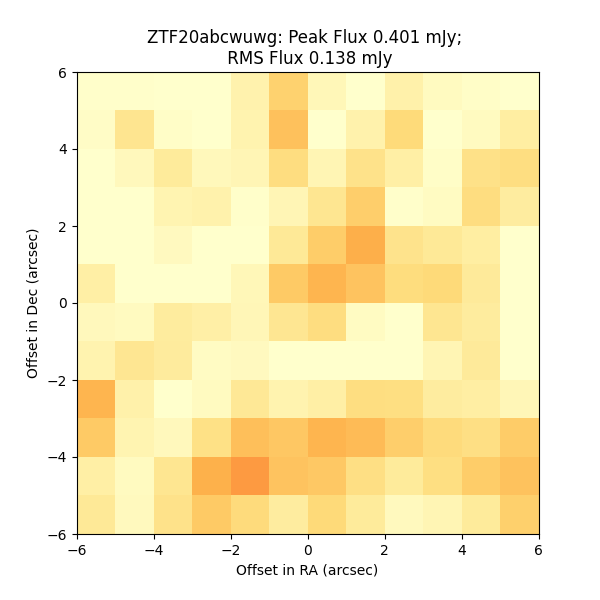 ZTF20abcwuwg: Peak Flux 0.401 mJy;
RMS Flux 0.138 mJy
6
4
2
0
−2
−4
−6
Offset in Dec (arcsec)
−6 −4 −2 0 2 4 6
Offset in RA (arcsec)